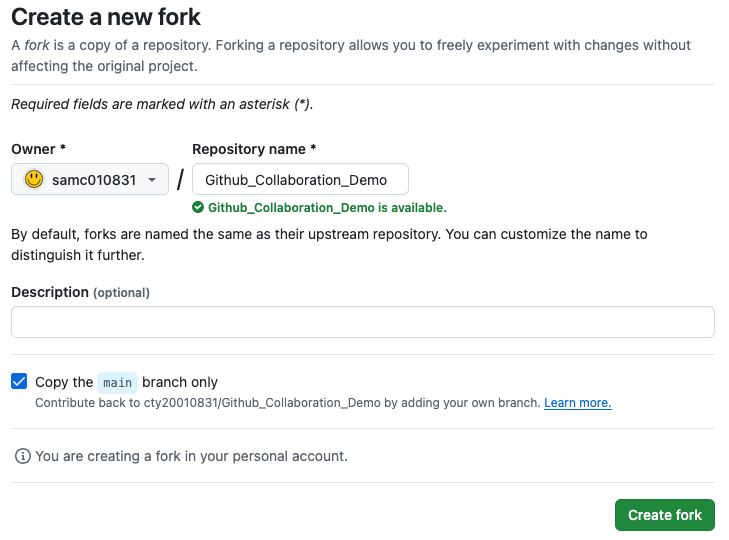 Create a new fork
A fork is a copy of a repository. Forking a repository allows you to freely experiment with changes without
affecting the original project.
Required fields are marked with an asterisk (*).
Owner *
Repository name *
samc010831
/
Github_Collaboration_Demo
Github_Collaboration_Demo is available.
By default, forks are named the same as their upstream repository. You can customize the name to
distinguish it further.
Description (optional)
Copy the main branch only
Contribute back to cty20010831/Github_Collaboration_Demo by adding your own branch. Learn more.
You are creating a fork in your personal account.
Create fork